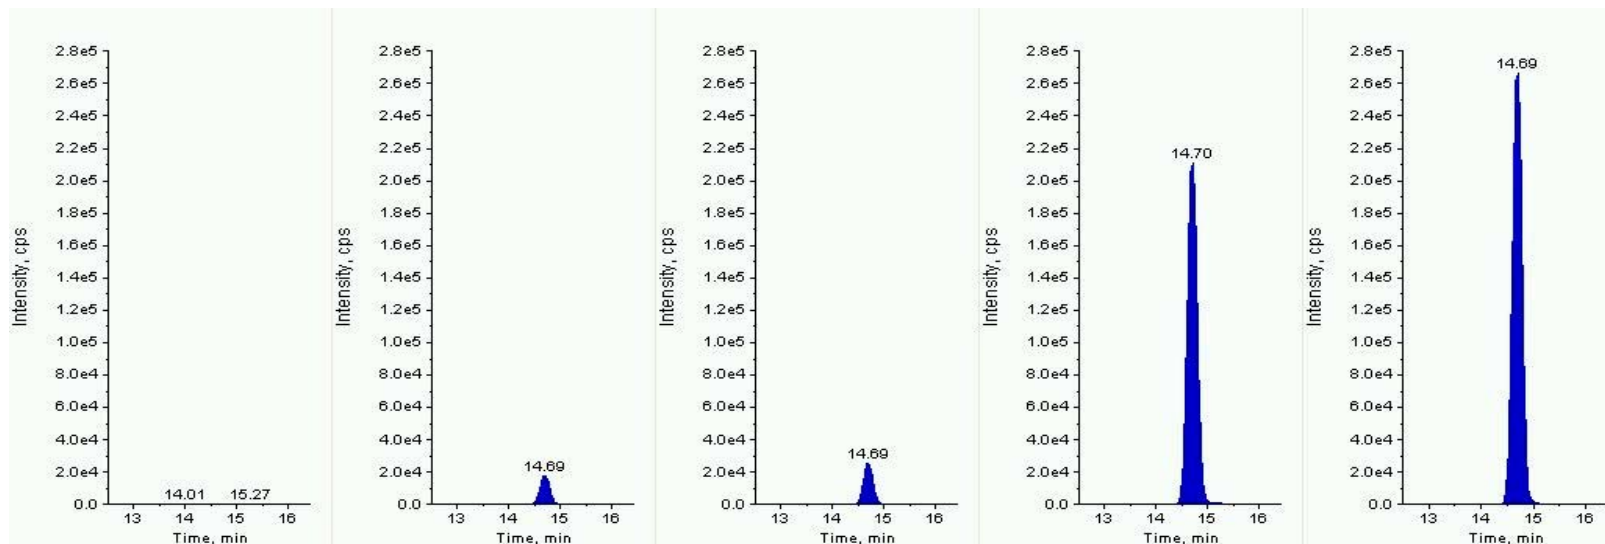 Intensity, cps
2.8e5
2.6e5
2.4e5
2.2e5
2.0e5
1.8e5
1.6e5
1.4e5
1.2e5
1.0e5
8.0e4
6.0e4
4.0e4
2.0e4
0.0
14.01 15.27
13 14 15 16
Time, min
Intensity, cps
2.8e5
2.6e5
2.4e5
2.2e5
2.0e5
1.8e5
1.6e5
1.4e5
1.2e5
1.0e5
8.0e4
6.0e4
4.0e4
2.0e4
0.0
14.69
13 14 15 16
Time, min
Intensity, cps
2.8e5
2.6e5
2.4e5
2.2e5
2.0e5
1.8e5
1.6e5
1.4e5
1.2e5
1.0e5
8.0e4
6.0e4
4.0e4
2.0e4
0.0
14.69
13 14 15 16
Time, min
Intensity, cps
2.8e5
2.6e5
2.4e5
2.2e5
2.0e5
1.8e5
1.6e5
1.4e5
1.2e5
1.0e5
8.0e4
6.0e4
4.0e4
2.0e4
0.0
14.70
13 14 15 16
Time, min
Intensity, cps
2.8e5
2.6e5
2.4e5
2.2e5
2.0e5
1.8e5
1.6e5
1.4e5
1.2e5
1.0e5
8.0e4
6.0e4
4.0e4
2.0e4
0.0
14.69
13 14 15 16
Time, min